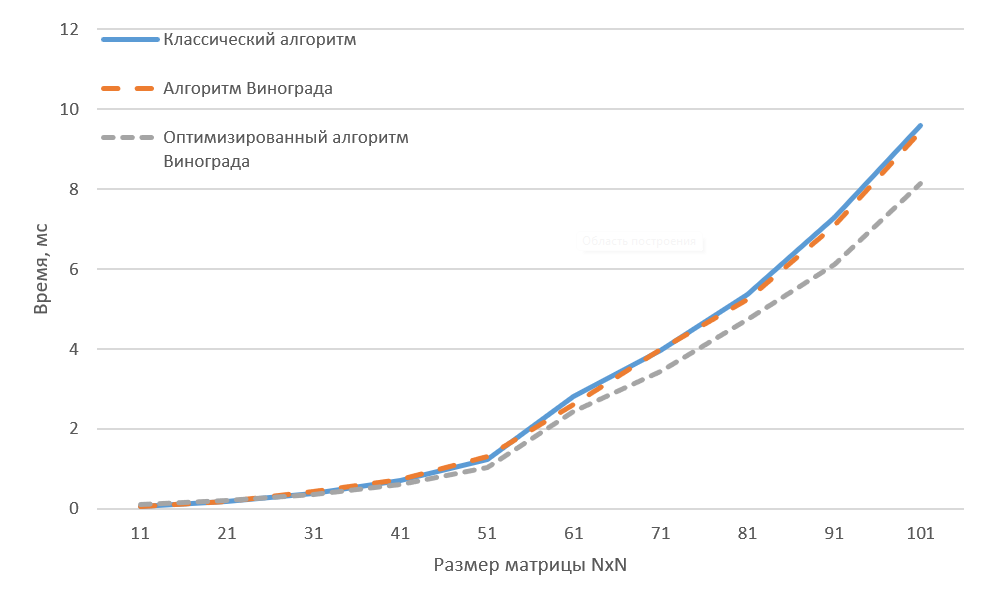 12
10
8
6
4
2
0
Время, мс
Классический алгоритм
Алгоритм Винограда
Оптимизированный алгоритм
Винограда
Область построения
11 21 31 41 51 61 71 81 91 101
Размер матрицы NxN